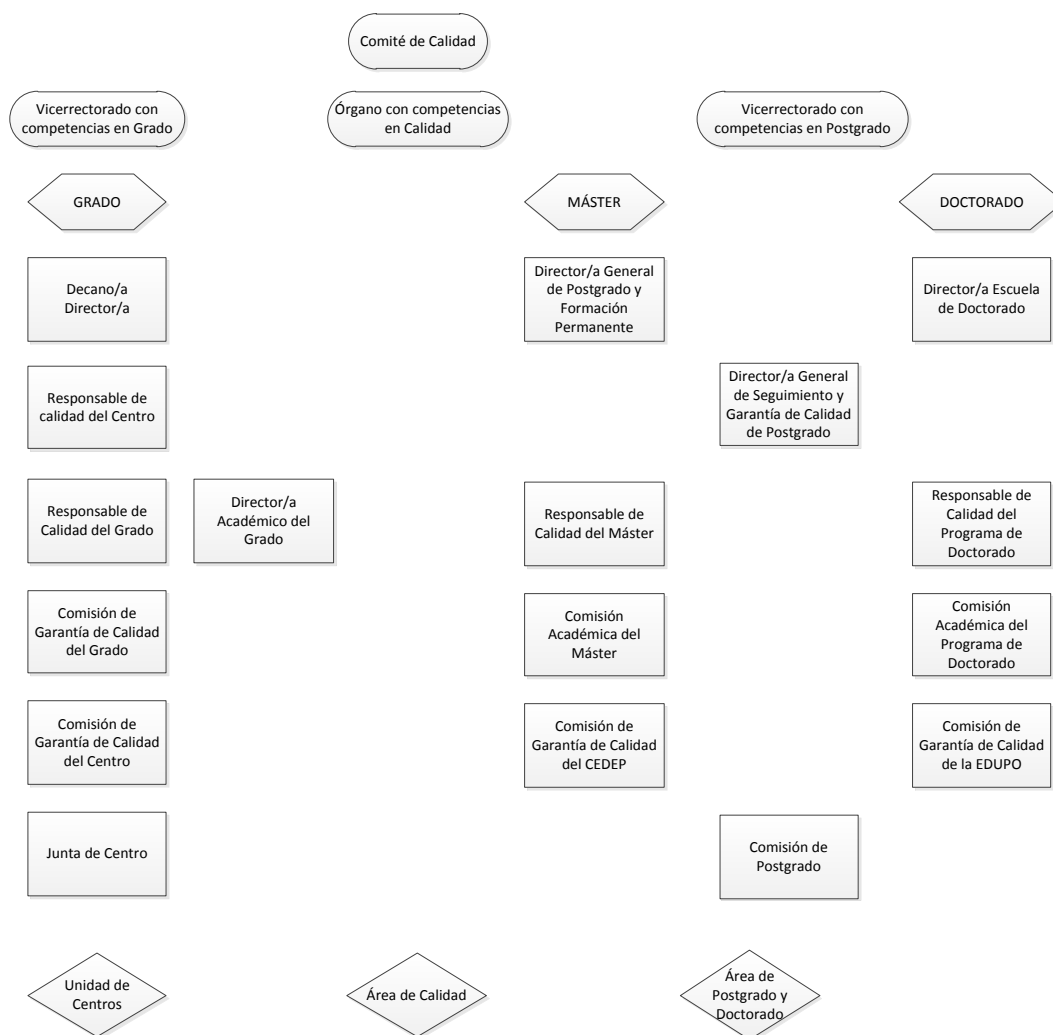 Comité de Calidad
Vicerrectorado con
competencias en Grado
Órgano con competencias
en Calidad
Vicerrectorado con
competencias en Postgrado
GRADO
MÁSTER
DOCTORADO
Decano/a
Director/a
Director/a General
de Postgrado y
Formación
Permanente
Director/a Escuela
de Doctorado
Responsable de
calidad del Centro
Director/a General
de Seguimiento y
Garantía de Calidad
de Postgrado
Responsable de
Calidad del Grado
Director/a
Académico del
Grado
Responsable de
Calidad del Máster
Responsable de
Calidad del
Programa de
Doctorado
Comisión de
Garantía de Calidad
del Grado
Comisión
Académica del
Máster
Comisión
Académica del
Programa de
Doctorado
Comisión de
Garantía de Calidad
del Centro
Comisión de
Garantía de Calidad
del CEDEP
Comisión de
Garantía de Calidad
de la EDUPO
Junta de Centro
Comisión de
Postgrado
Unidad de
Centros
Área de Calidad
Área de
Postgrado y
Doctorado